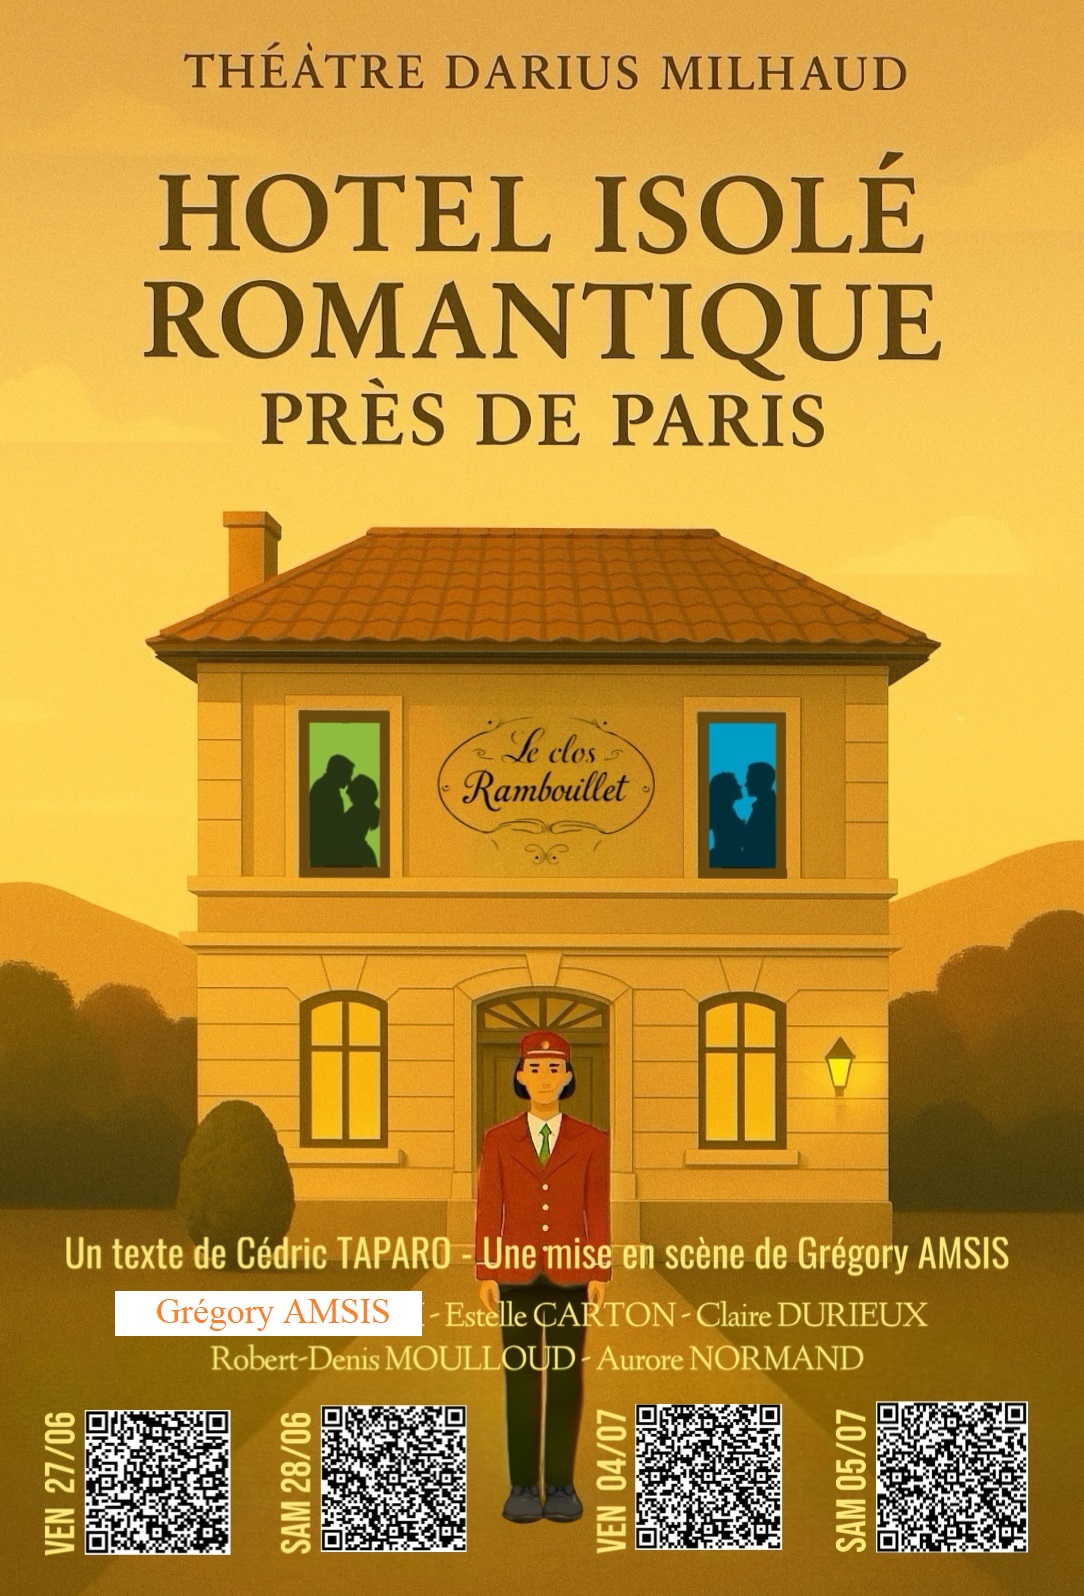 THÉÀTRE DARIUS MILHAUD
HOTEL ISOLÉ
ROMANTIQUE
PRÈS DE PARIS
Le clos
Rambouillet
Un texte de Cédric TAPARO - Une mise en scène de Grégory AMSIS
Grégory AMSIS - Estelle CARTON - Claire DURIEUX
Robert-Denis MOULLOUD - Aurore NORMAND
VEN 27/06
SAM 28/06
VEN 04/07
SAM 05/07